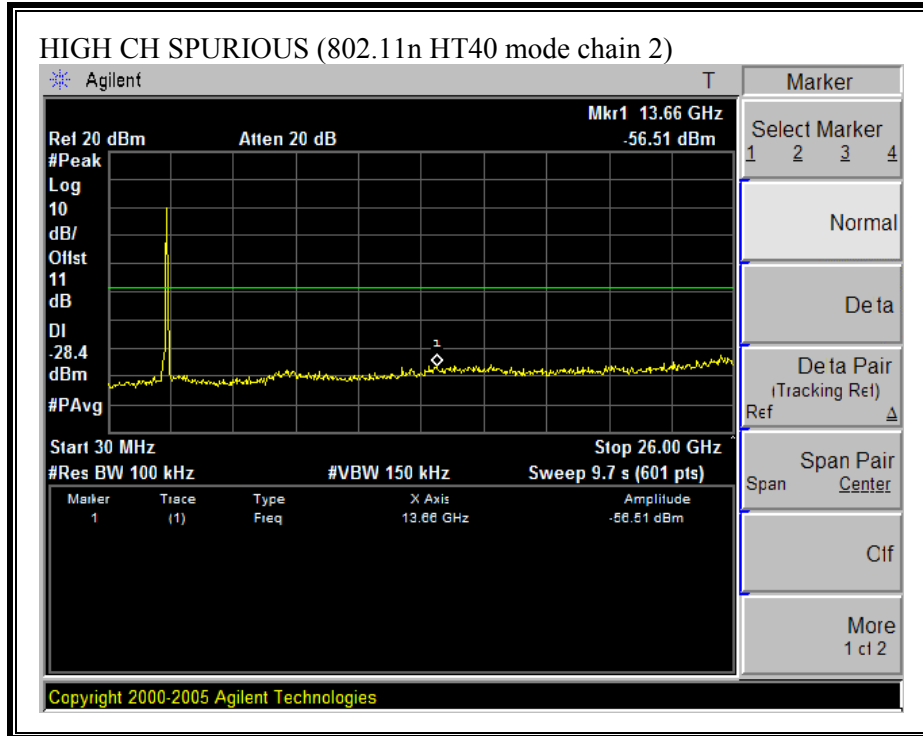 HIGH CH SPURIOUS (802.11n HT40 mode chain 2)
Agilent T
Marker
Mkr1 13.66 GHz
Ref 20 dBm Atten 20 dB -56.51 dBm
#Peak
Log
10
dB/
Offst
11
dB
DI
-28.4
dBm
#PAvg
1
Start 30 MHz Stop 26.00 GHz
#Res BW 100 kHz #VBW 150 kHz Sweep 9.7 s (601 pts)
Marker Trace Type X Axis Amplitude
1 (1) Freq 13.66 GHz -56.51 dBm
Select Marker
1 2 3 4
Normal
Delta
Delta Pair
(Tracking Ref)
Ref Δ
Span Pair
Span Center
Off
More
1 of 2
Copyright 2000-2005 Agilent Technologies